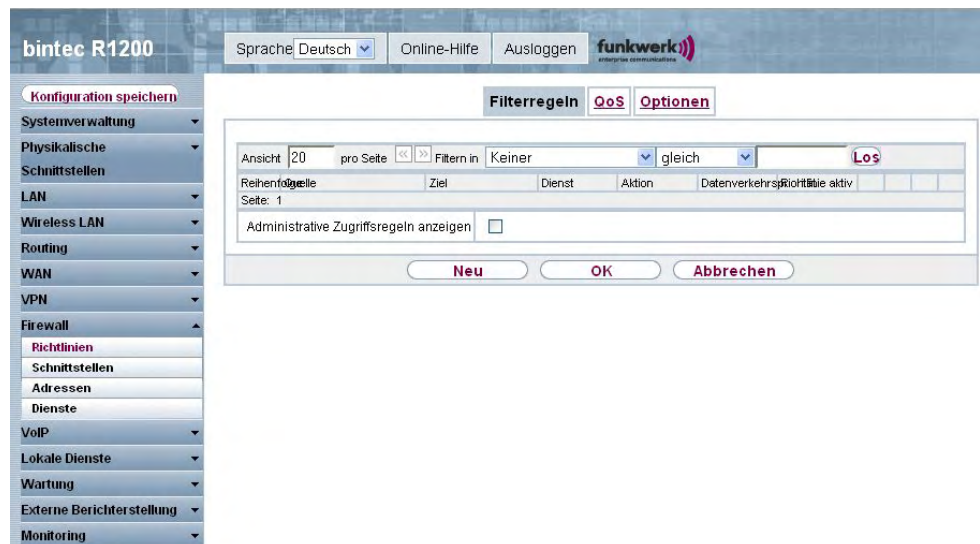 bintec R1200
Sprache Deutsch Online-Hilfe Ausloggen funkwerk
enterprise communications
Konfiguration speichern
Systemverwaltung
Physikalische
Schnittstellen
LAN
Wireless LAN
Routing
WAN
VPN
Firewall
Richtlinien
Schnittstellen
Adressen
Dienste
VoIP
Lokale Dienste
Wartung
Externe Berichterstellung
Monitoring
Filterregeln QoS Optionen
Ansicht 20 pro Seite << >> Filtern in Keiner gleich Los
Reihenfolge Quelle Ziel Dienst Aktion Richtlinie aktiv
Seite: 1
Administrative Zugriffsregeln anzeigen
Neu OK Abbrechen